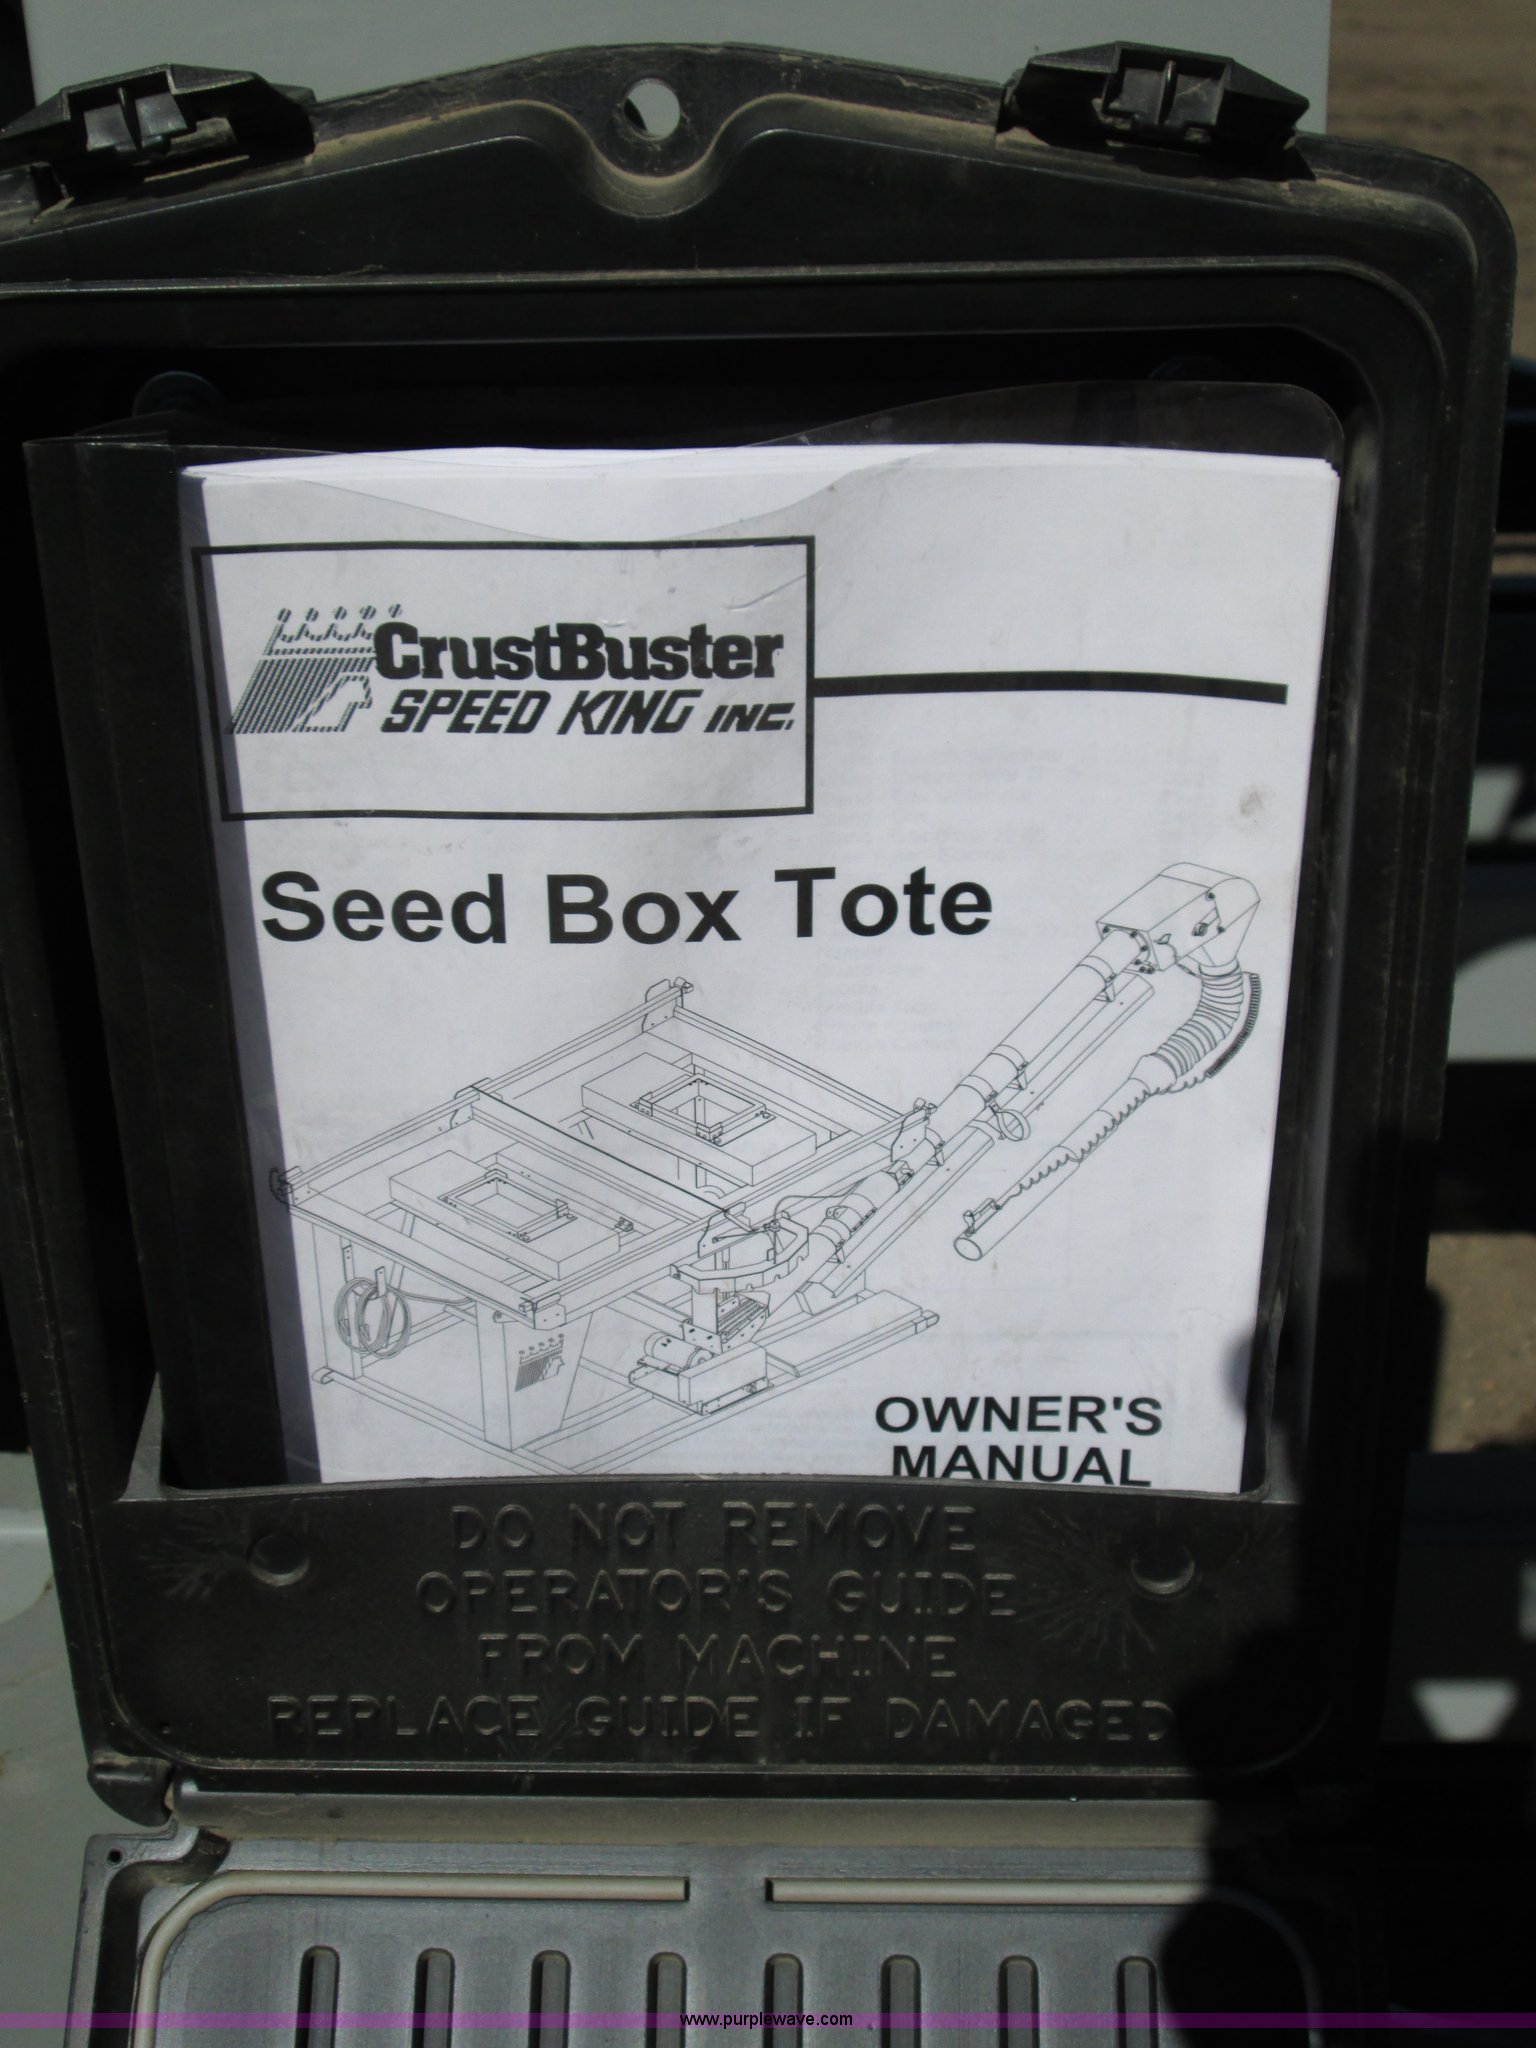 CrustBuster
SPEED KING INC.
Seed Box Tote
OWNER'S
MANUAL
DO NOT REMOVE
OPERATOR'S GUIDE
FROM MACHINE
REPLACE GUIDE IF DAMAGED
www.purplewave.com